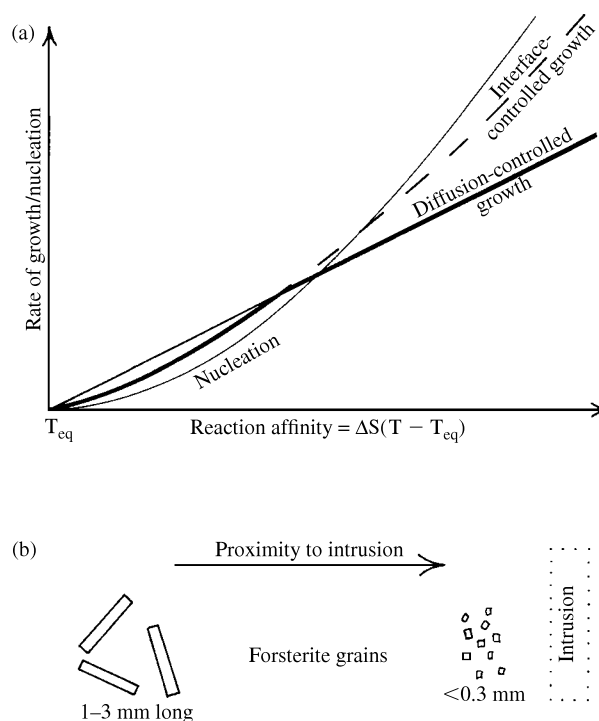 (a)
Rate of growth/nucleation
Interface-
controlled growth
Diffusion-controlled
growth
Nucleation
T_eq
Reaction affinity = ΔS(T − T_eq)
(b)
Proximity to intrusion
Forsterite grains
Intrusion
<0.3 mm
1–3 mm long